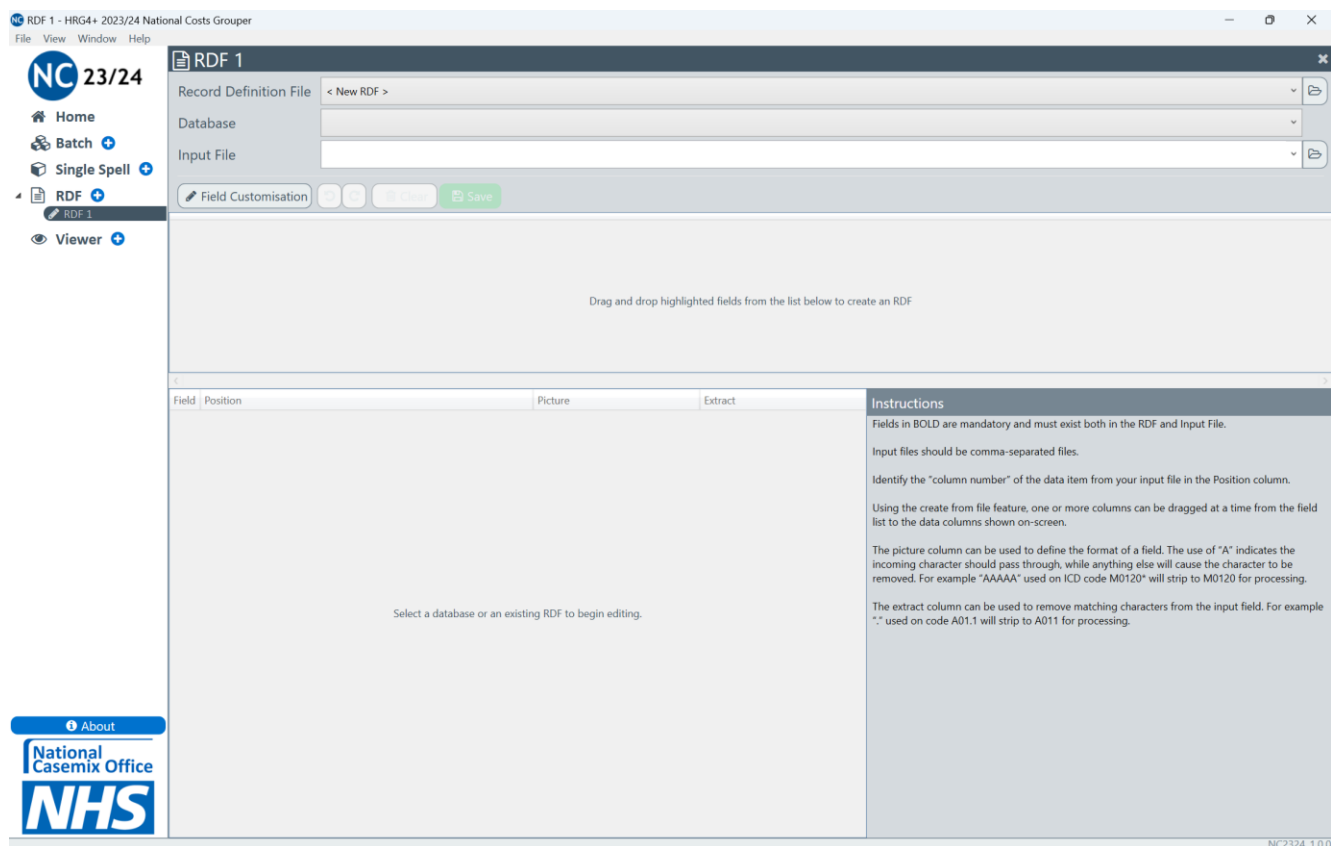 NC RDF 1 - HRG4+ 2023/24 National Costs Grouper
File View Window Help
NC 23/24
Home
Batch
Single Spell
RDF
RDF 1
Viewer
About
National
Casemix Office
NHS
RDF 1
Record Definition File < New RDF >
Database
Input File
Field Customisation Clear Save
Drag and drop highlighted fields from the list below to create an RDF
Field Position Picture Extract
Select a database or an existing RDF to begin editing.
Instructions
Fields in BOLD are mandatory and must exist both in the RDF and Input File.
Input files should be comma-separated files.
Identify the "column number" of the data item from your input file in the Position column.
Using the create from file feature, one or more columns can be dragged at a time from the field
list to the data columns shown on-screen.
The picture column can be used to define the format of a field. The use of "A" indicates the
incoming character should pass through, while anything else will cause the character to be
removed. For example "AAAAA" used on ICD code M0120* will strip to M0120 for processing.
The extract column can be used to remove matching characters from the input field. For example
"." used on code A01.1 will strip to A011 for processing.
NC2324 1.0.0